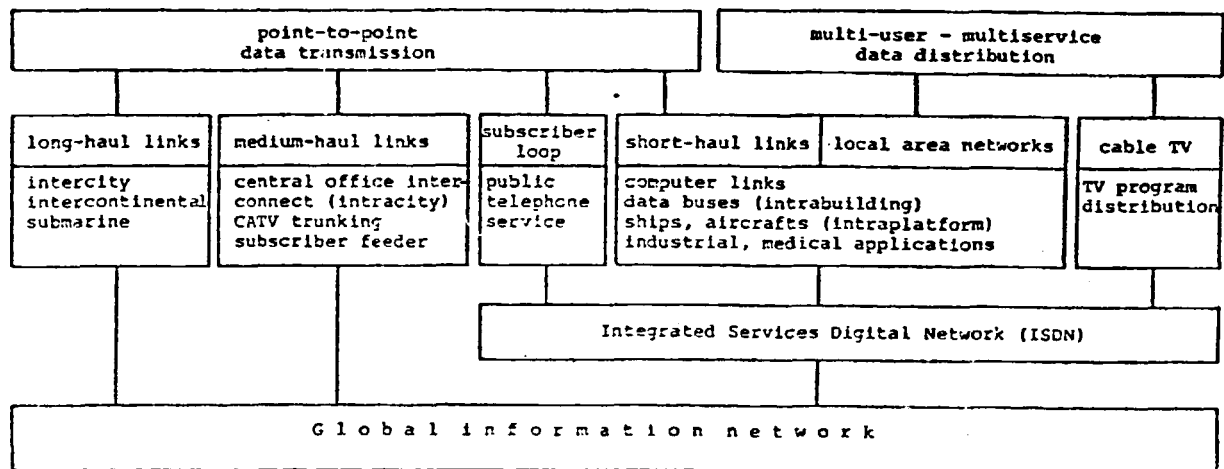 point-to-point
data transmission
multi-user - multiservice
data distribution
long-haul links
intercity
intercontinental
submarine
medium-haul links
central office inter-
connect (intracity)
CATV trunking
subscriber feeder
subscriber
loop
public
telephone
service
short-haul links
local area networks
computer links
data buses (intrabuilding)
ships, aircrafts (intraplatform)
industrial, medical applications
cable TV
TV program
distribution
Integrated Services Digital Network (ISDN)
Global information network